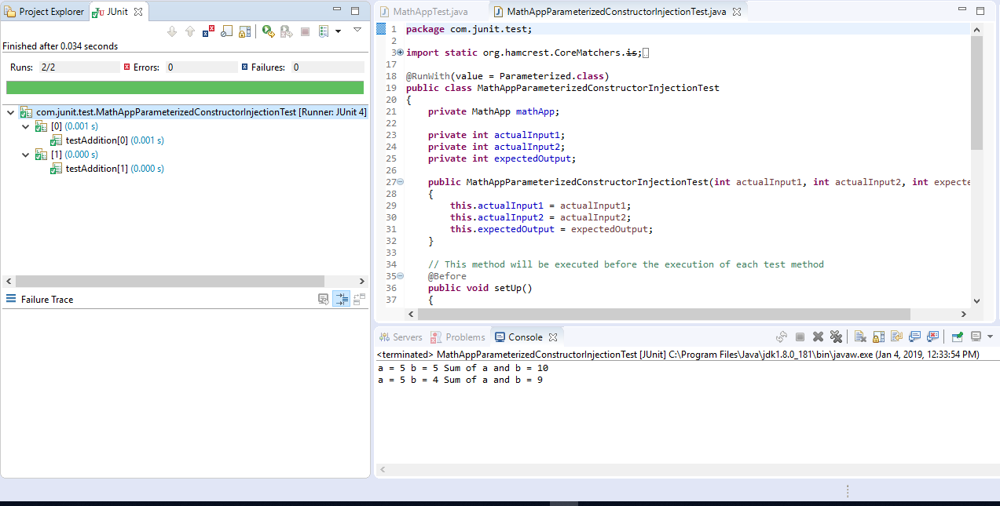 Project Explorer
JUnit
Finished after 0.034 seconds
Runs: 2/2 Errors: 0 Failures: 0
com.junit.test.MathAppParameterizedConstructorInjectionTest [Runner: JUnit 4]
[0] (0.001 s)
testAddition[0] (0.001 s)
[1] (0.000 s)
testAddition[1] (0.000 s)
Failure Trace
MathAppTest.java
MathAppParameterizedConstructorInjectionTest.java
1 package com.junit.test;
2
3 import static org.hamcrest.CoreMatchers.is;
17
18 @RunWith(value = Parameterized.class)
19 public class MathAppParameterizedConstructorInjectionTest
20 {
21 private MathApp mathApp;
22
23 private int actualInput1;
24 private int actualInput2;
25 private int expectedOutput;
26
27 public MathAppParameterizedConstructorInjectionTest(int actualInput1, int actualInput2, int expecte
28 {
29 this.actualInput1 = actualInput1;
30 this.actualInput2 = actualInput2;
31 this.expectedOutput = expectedOutput;
32 }
33
34 // This method will be executed before the execution of each test method
35 @Before
36 public void setUp()
37 {
Servers
Problems
Console
<terminated> MathAppParameterizedConstructorInjectionTest [JUnit] C:\Program Files\Java\jdk1.8.0_181\bin\javaw.exe (Jan 4, 2019, 12:33:54 PM)
a = 5 b = 5 Sum of a and b = 10
a = 5 b = 4 Sum of a and b = 9